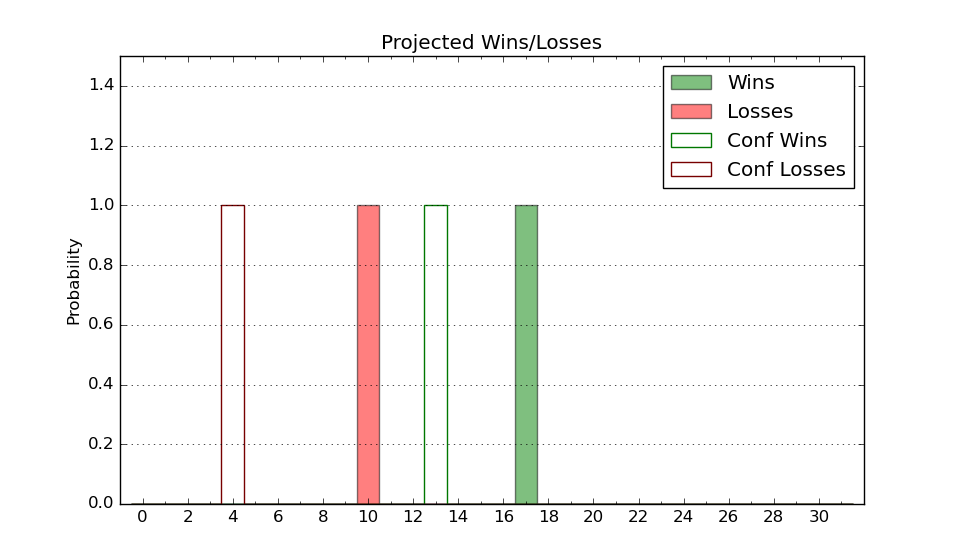 Projected Wins/Losses
Wins
Losses
Conf Wins
Conf Losses
Probability
1.4
1.2
1.0
0.8
0.6
0.4
0.2
0.0
0 2 4 6 8 10 12 14 16 18 20 22 24 26 28 30